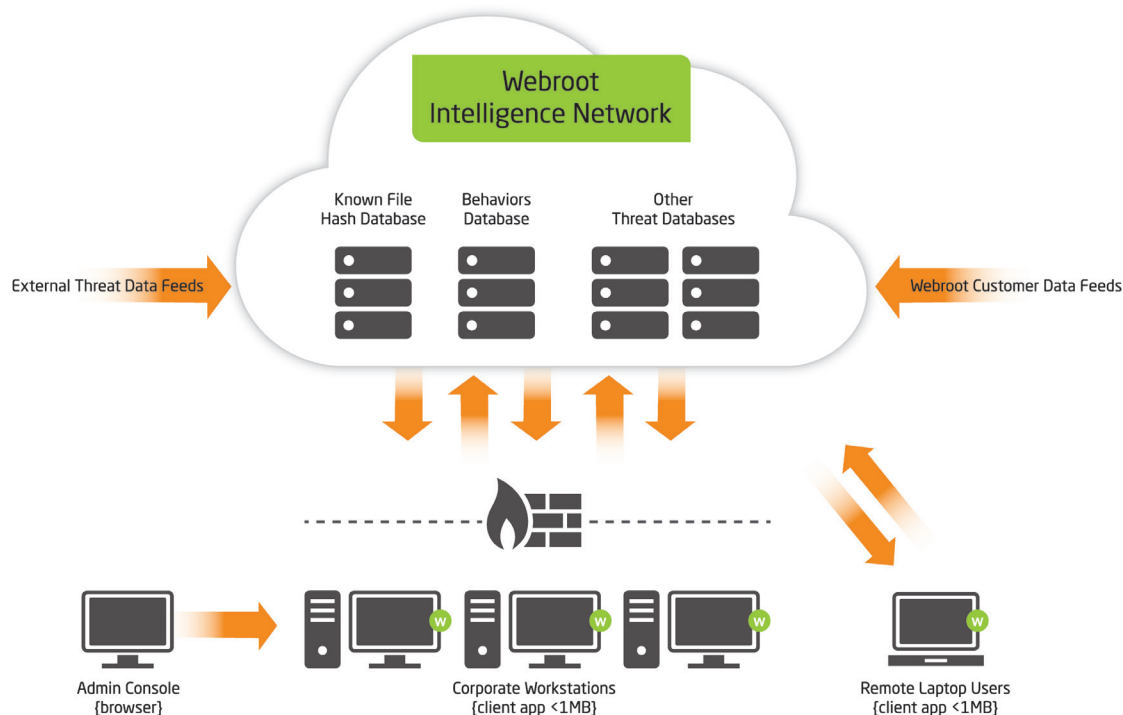 Webroot
Intelligence Network
Known File
Hash Database
Behaviors
Database
Other
Threat Databases
External Threat Data Feeds
Webroot Customer Data Feeds
W
W
W
W
Admin Console
{browser}
Corporate Workstations
{client app <1MB}
Remote Laptop Users
{client app <1MB}